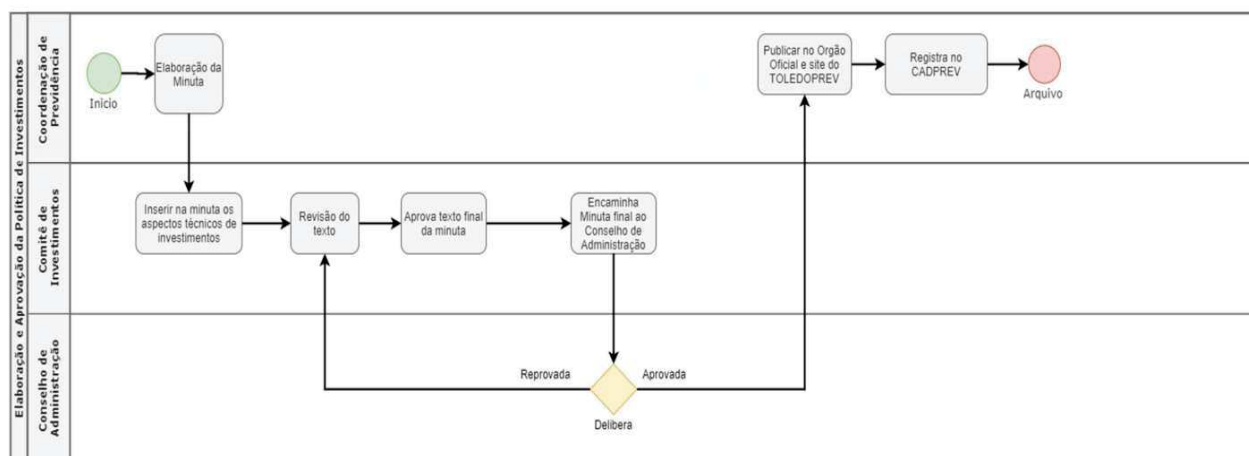 Elaboração e Aprovação da Política de Investimentos
Coordenação de
Previdência
Inicio
Elaboração da
Minuta
Publicar no Orgão
Oficial e site do
TOLEDOPREV
Registra no
CADPREV
Arquivo
Comitê de
Investimentos
Inserir na minuta os
aspectos técnicos de
investimentos
Revisão do
texto
Aprova texto final
da minuta
Encaminha
Minuta final ao
Conselho de
Administração
Conselho de
Administração
Reprovada
Aprovada
Delibera